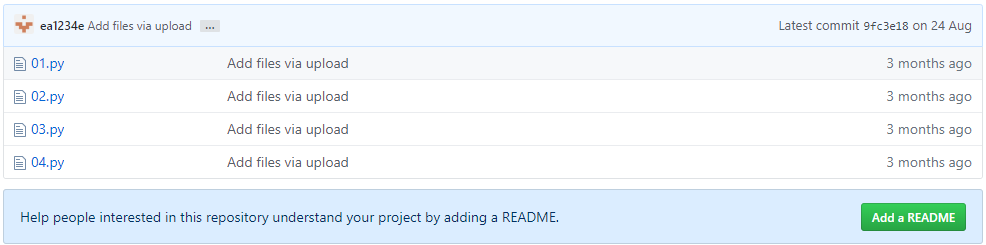 ea1234e Add files via upload ... Latest commit 9fc3e18 on 24 Aug
01.py Add files via upload 3 months ago
02.py Add files via upload 3 months ago
03.py Add files via upload 3 months ago
04.py Add files via upload 3 months ago
Help people interested in this repository understand your project by adding a README. Add a README